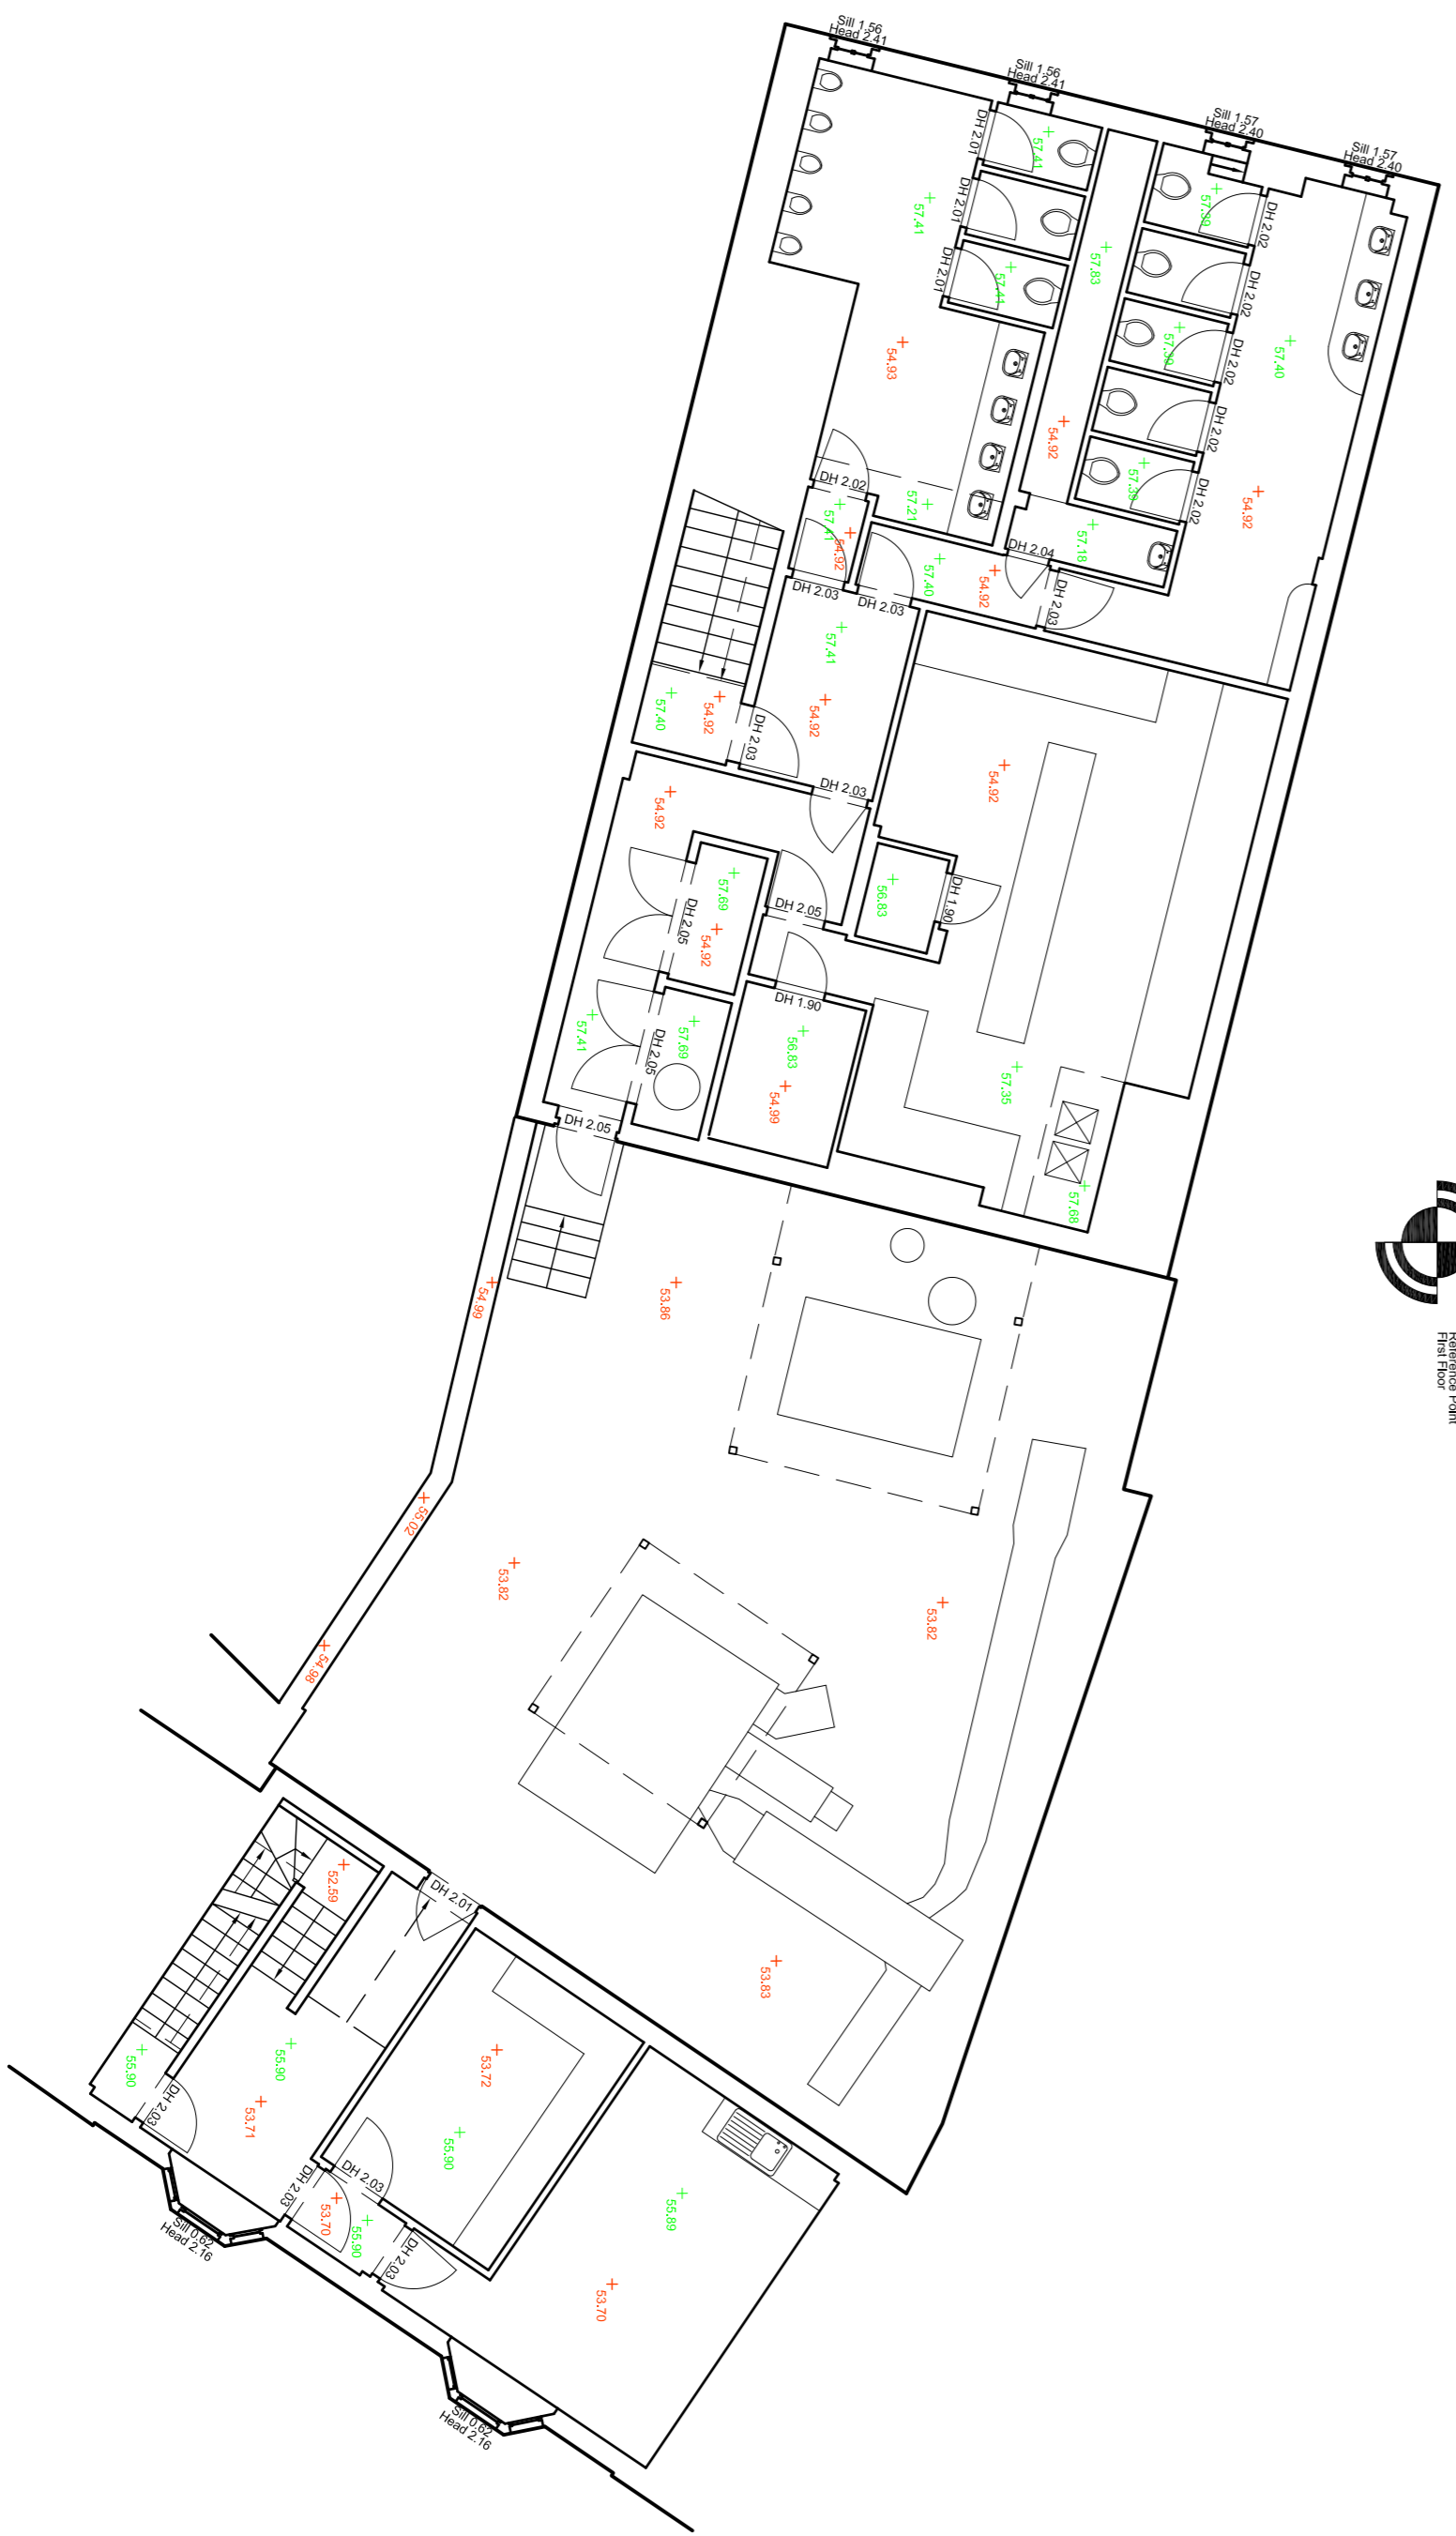 Sill 1.56
Head 2.41
Sill 1.56
Head 2.41
Sill 1.57
Head 2.40
Sill 1.57
Head 2.40
DH 2.01
57.41
57.39
DH 2.02
57.41
DH 2.01
57.83
DH 2.01
57.41
DH 2.02
54.93
57.39
DH 2.02
57.40
54.92
DH 2.02
DH 2.02
57.39
DH 2.02
54.92
57.41
54.92
57.21
57.18
DH 2.04
DH 2.03
DH 2.03
57.40
54.92
DH 2.03
57.41
57.40
54.92
54.92
DH 2.03
DH 2.03
54.92
54.92
57.69
56.83
DH 1.90
DH 2.05
DH 2.05
54.92
57.41
57.69
DH 1.90
DH 2.05
56.83
54.99
57.35
DH 2.05
57.68
54.99
53.86
Reference Point
First Floor
55.02
53.82
53.82
54.98
52.59
DH 2.01
53.83
55.90
55.90
53.72
DH 2.03
53.71
55.90
DH 2.03
DH 2.03
53.70
55.90
55.89
DH 2.03
53.70
Sill 0.62
Head 2.16
Sill 0.62
Head 2.16